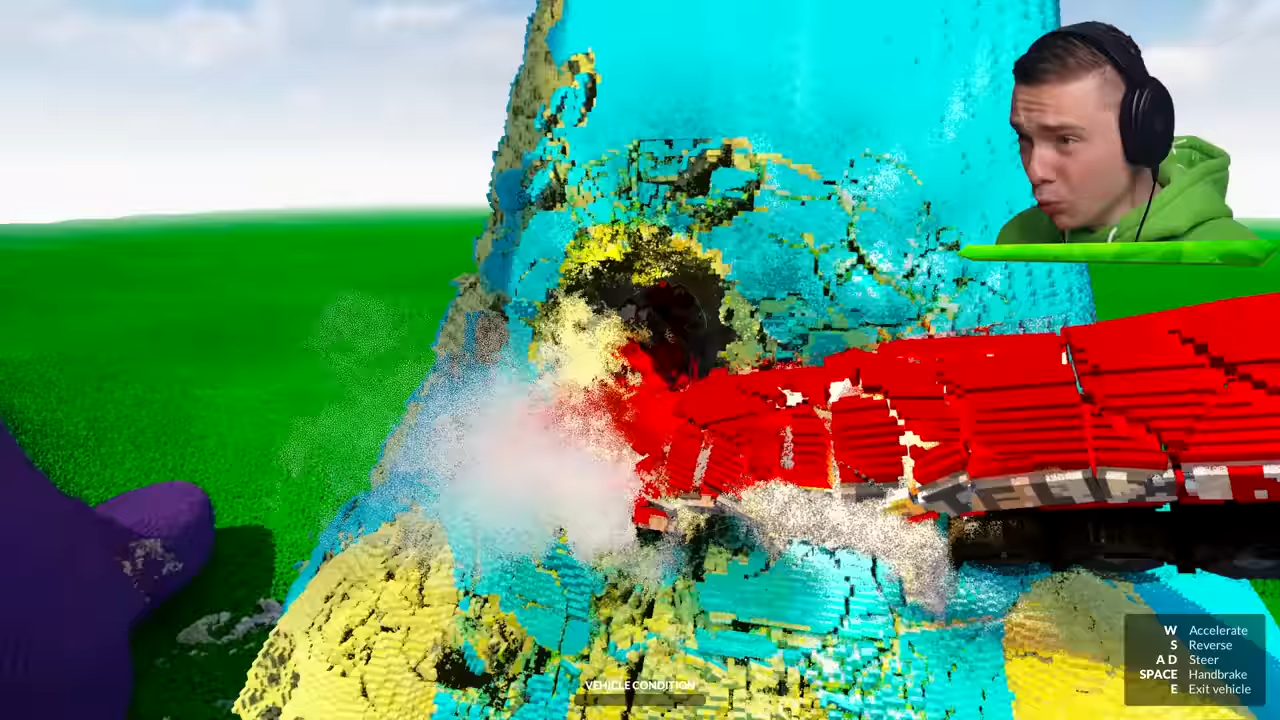 W Accelerate
S Reverse
A D Steer
SPACE Handbrake
E Exit vehicle
VEHICLE CONDITION